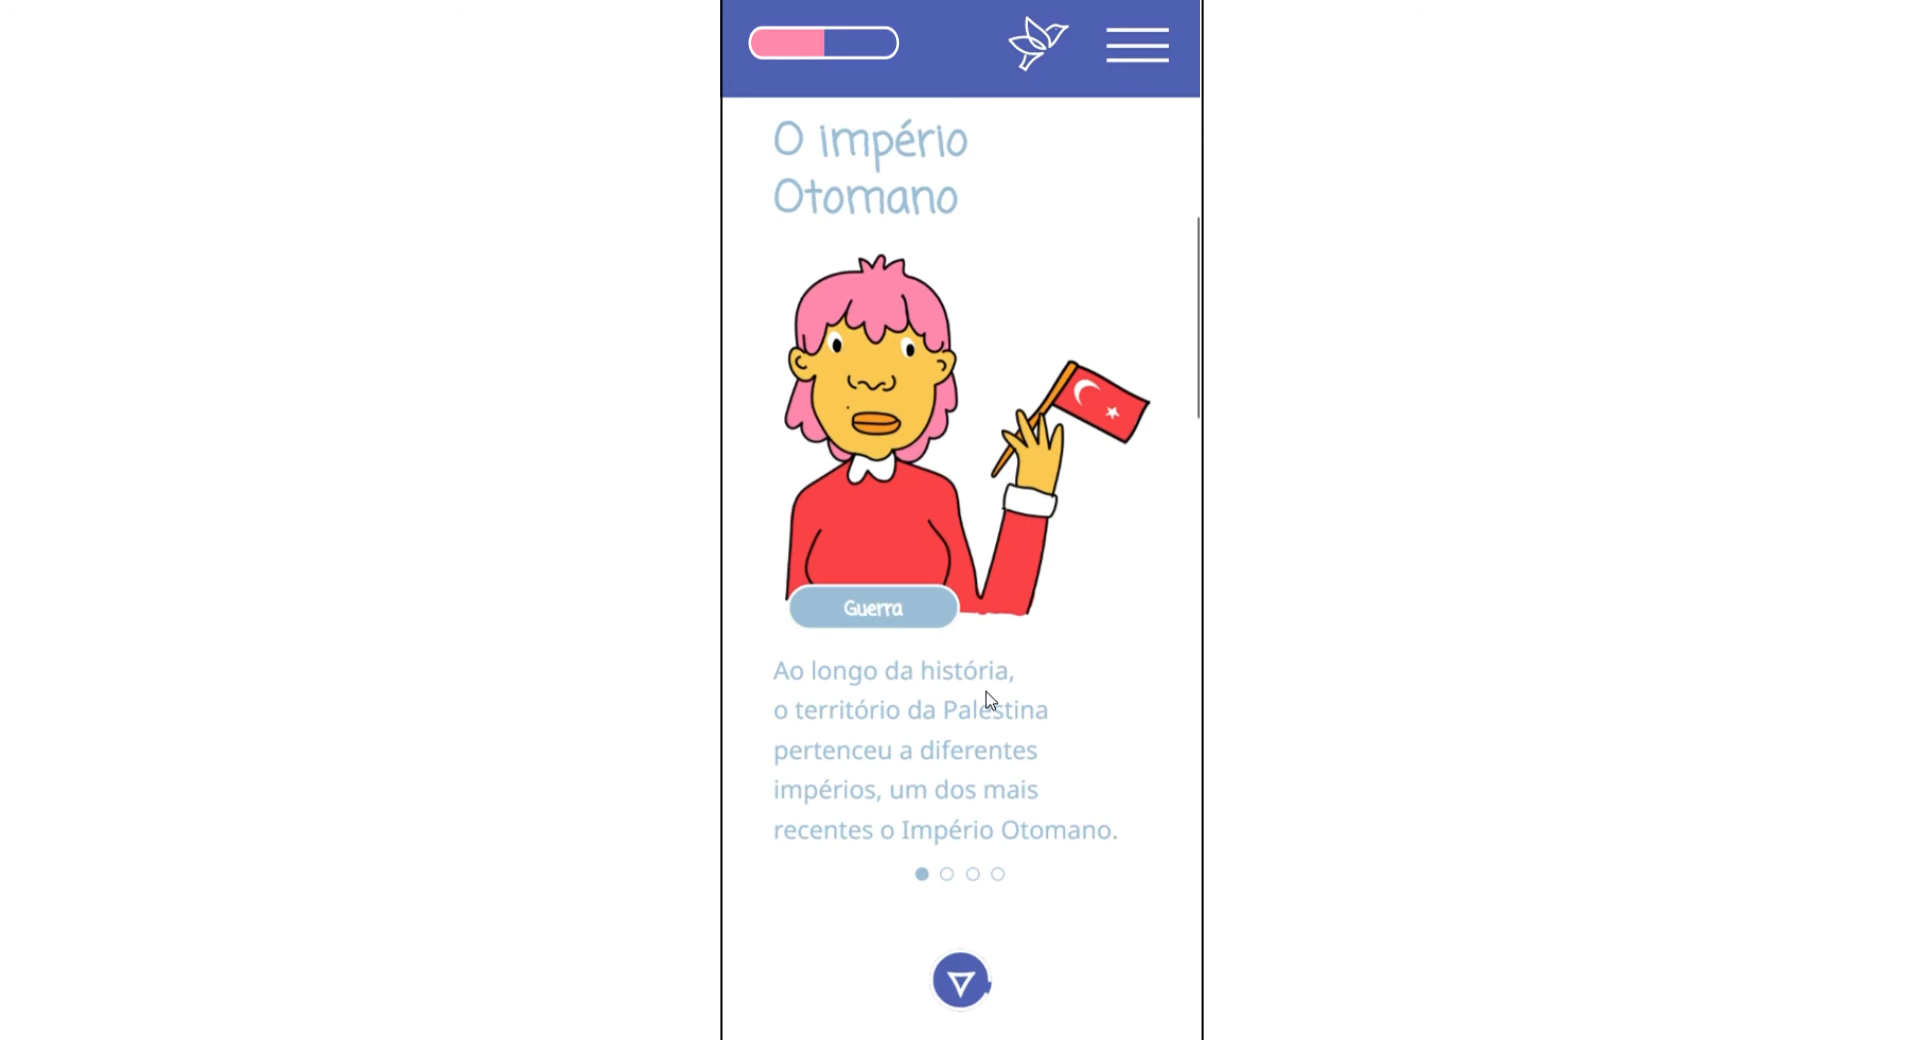 O império
Otomano
Guerra
Ao longo da história,
o território da Palestina
pertenceu a diferentes
impérios, um dos mais
recentes o Império Otomano.